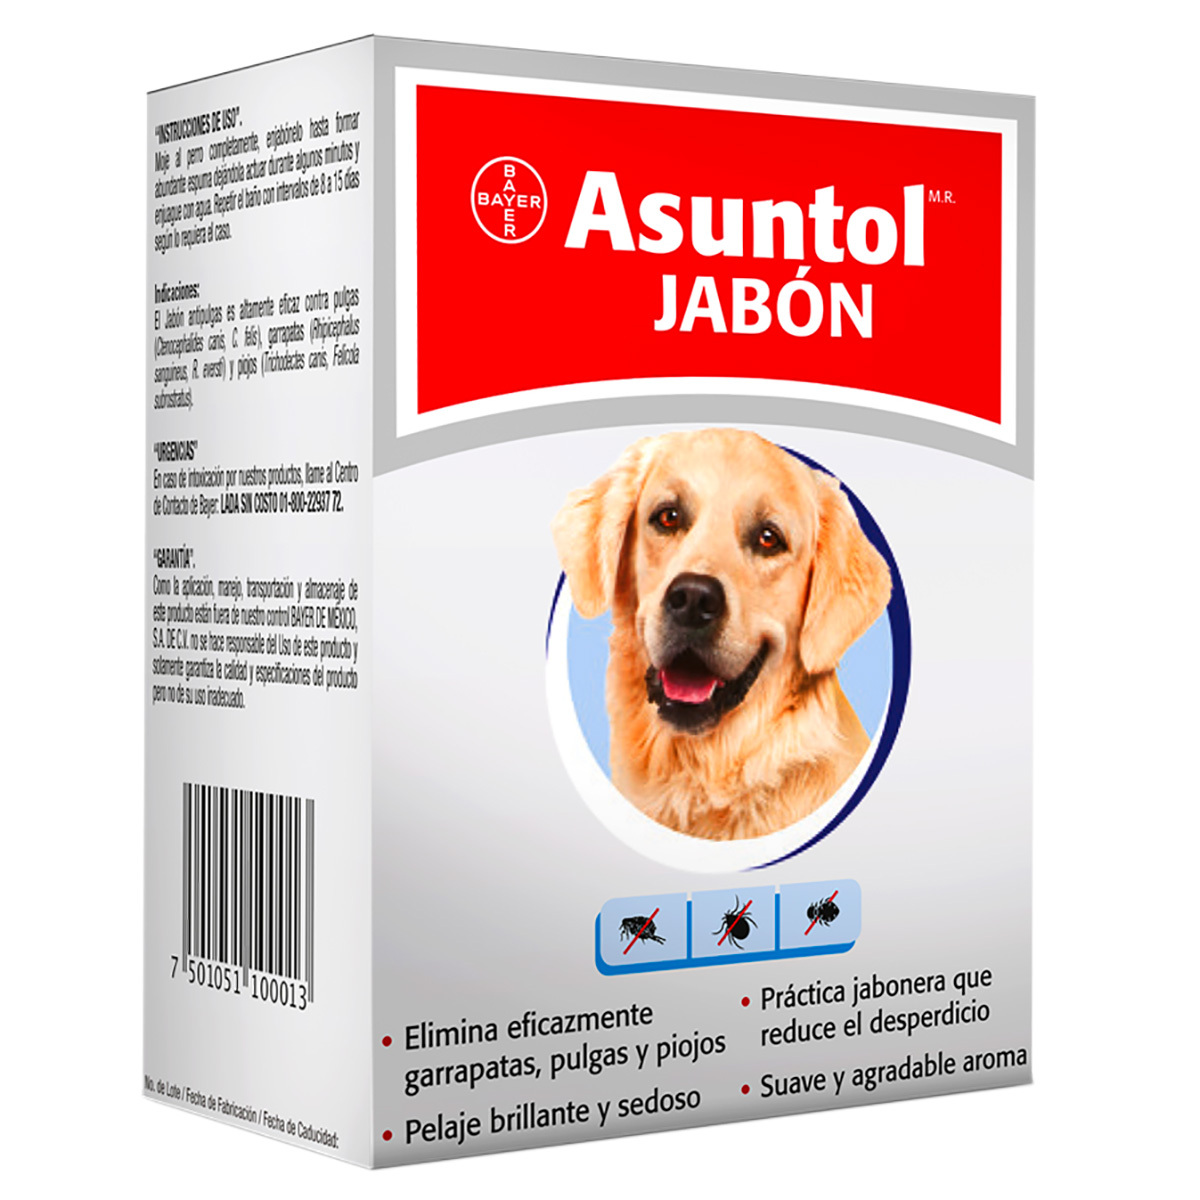 "INSTRUCCIONES DE USO".
Moje al perro completamente, enjabónelo hasta formar
abundante espuma dejándola actuar durante algunos minutos y
enjuague con agua. Repetir el baño con intervalos de 8 a 15 días
según lo requiera el caso.
Indicaciones:
El Jabón antipulgas es altamente eficaz contra pulgas
(Ctenocephalides canis, C. felis), garrapatas (Rhipicephalus
sanguineus, R. eversti) y piojos (Trichodectes canis, Felicola
subrostratus).
"URGENCIAS"
En caso de intoxicación por nuestros productos, llame al Centro
de Contacto de Bayer: LADA SIN COSTO 01-800-22937 72.
"GARANTÍA".
Como la aplicación, manejo, transportación y almacenaje de
este producto están fuera de nuestro control BAYER DE MÉXICO,
S.A. DE C.V. no se hace responsable del Uso de este producto y
solamente garantiza la calidad y especificaciones del producto
pero no de su uso inadecuado.
7 501051 100013
No. de Lote / Fecha de Fabricación / Fecha de Caducidad:
BAYER
BAYER
Asuntol M.R.
JABÓN
• Elimina eficazmente
garrapatas, pulgas y piojos
• Pelaje brillante y sedoso
• Práctica jabonera que
reduce el desperdicio
• Suave y agradable aroma